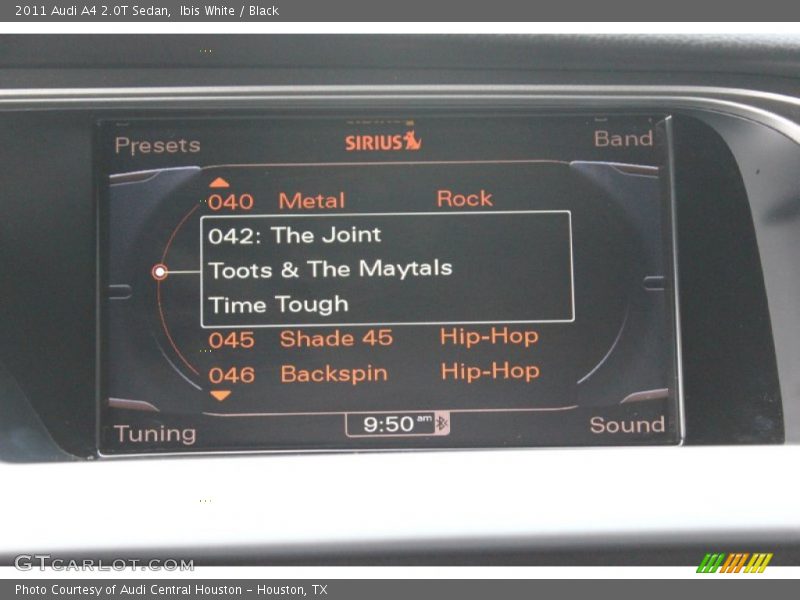 2011 Audi A4 2.0T Sedan, Ibis White / Black
Presets
SIRIUS
Band
040 Metal Rock
042: The Joint
Toots & The Maytals
Time Tough
045 Shade 45 Hip-Hop
046 Backspin Hip-Hop
Tuning
9:50 am
Sound
GTCARLOT.COM
Photo Courtesy of Audi Central Houston - Houston, TX